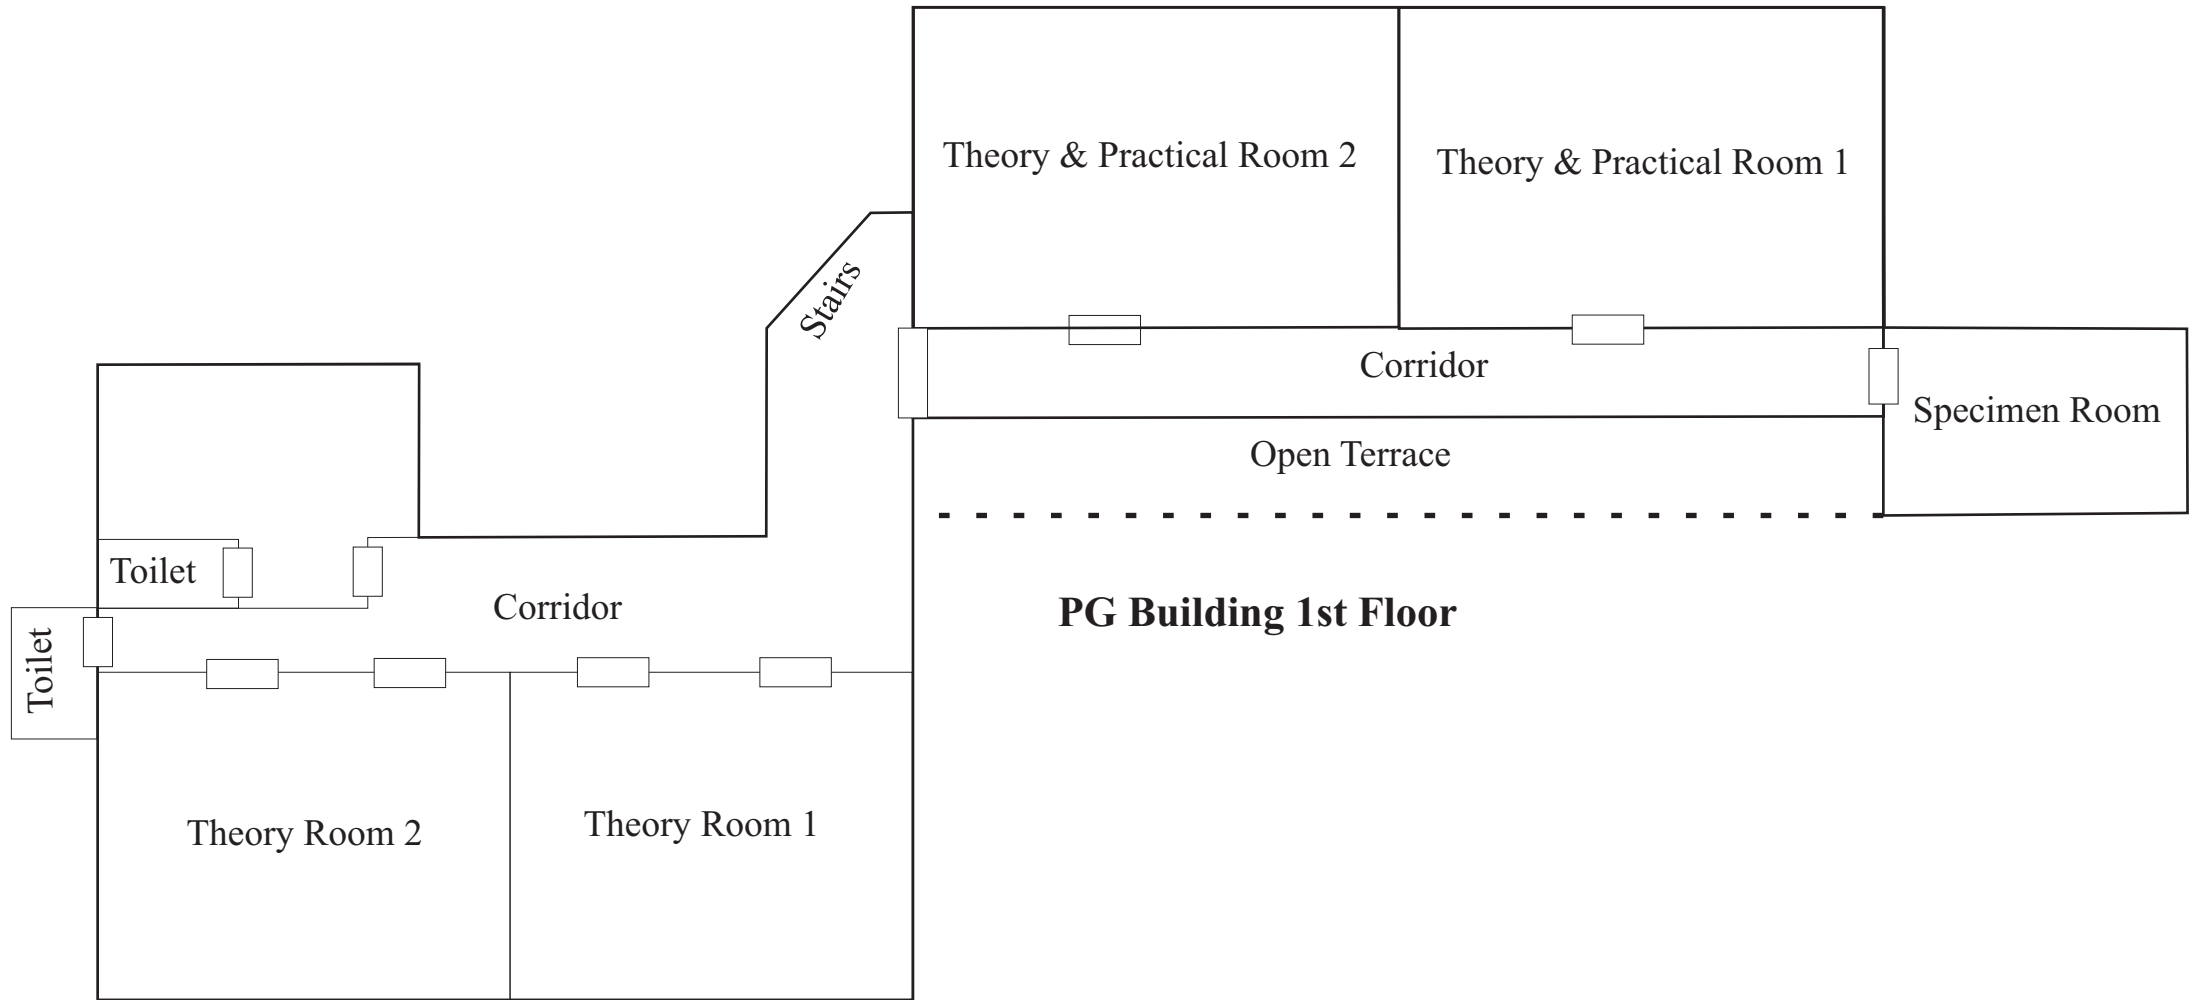 Theory & Practical Room 2
Theory & Practical Room 1
Stairs
Corridor
Specimen Room
Open Terrace
Toilet
Corridor
PG Building 1st Floor
Toilet
Theory Room 2
Theory Room 1